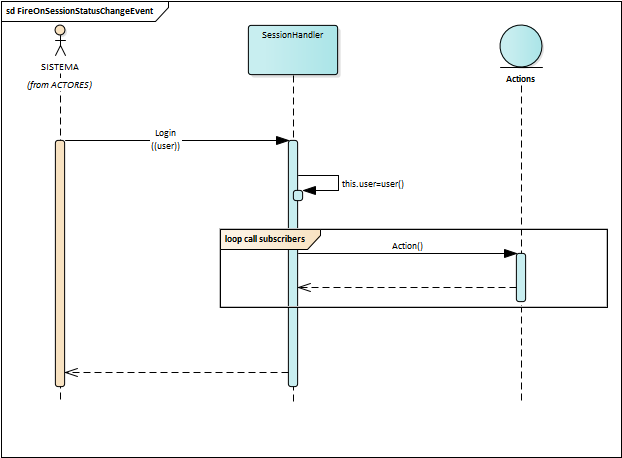 sd FireOnSessionStatusChangeEvent
SISTEMA
(from ACTORES)
SessionHandler
Actions
Login
((user))
this.user=user()
loop call subscribers
Action()